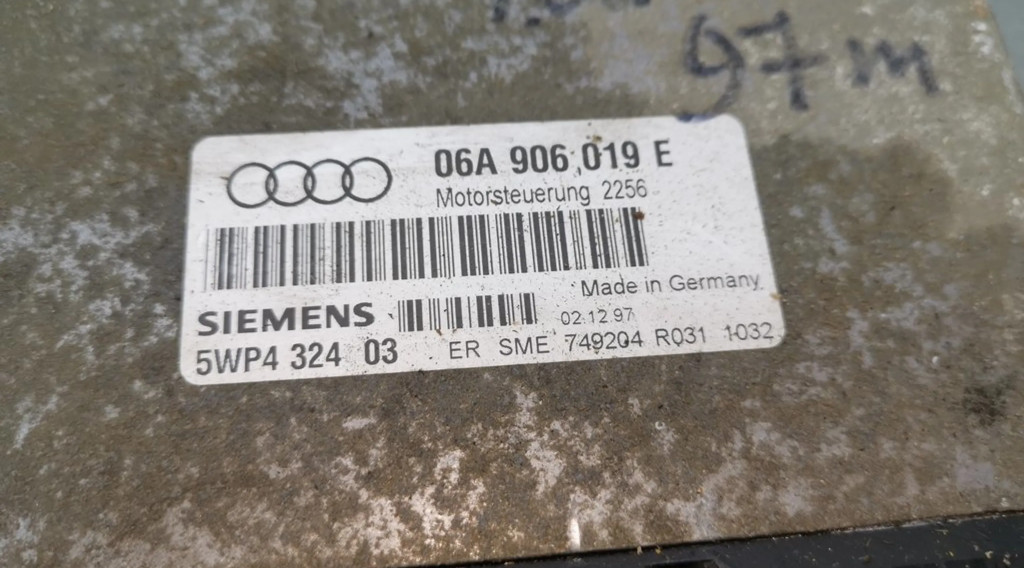 97m
06A 906 019 E
Motorsteuerung 2256
Made in Germany
SIEMENS
02.12.97
5WP4 324 03 ER SME 749204 R031 1032